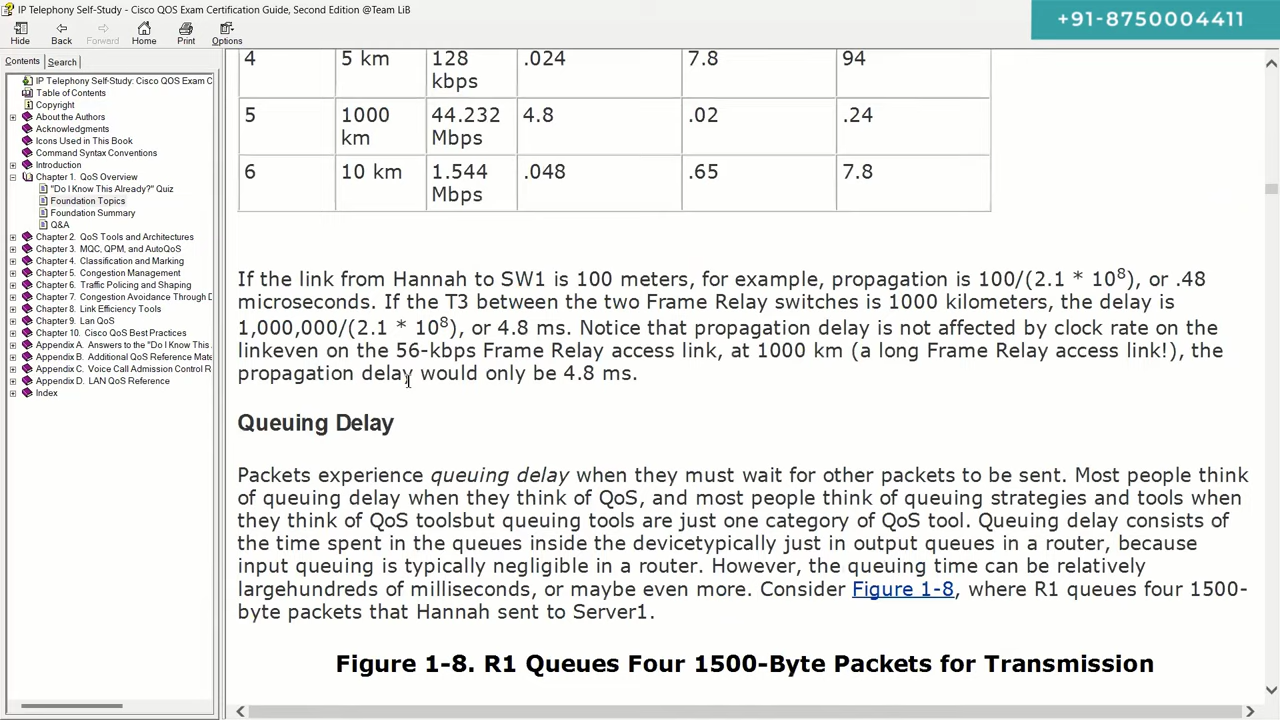 IP Telephony Self-Study - Cisco QOS Exam Certification Guide, Second Edition @Team LiB
+91-8750004411
Hide Back Forward Home Print Options
Contents Search
IP Telephony Self-Study: Cisco QOS Exam C
Table of Contents
Copyright
About the Authors
Acknowledgments
Icons Used in This Book
Command Syntax Conventions
Introduction
Chapter 1. QoS Overview
"Do I Know This Already?" Quiz
Foundation Topics
Foundation Summary
Q&A
Chapter 2. QoS Tools and Architectures
Chapter 3. MQC, QPM, and AutoQoS
Chapter 4. Classification and Marking
Chapter 5. Congestion Management
Chapter 6. Traffic Policing and Shaping
Chapter 7. Congestion Avoidance Through D
Chapter 8. Link Efficiency Tools
Chapter 9. Lan QoS
Chapter 10. Cisco QoS Best Practices
Appendix A. Answers to the "Do I Know This
Appendix B. Additional QoS Reference Mate
Appendix C. Voice Call Admission Control R
Appendix D. LAN QoS Reference
Index
4 5 km 128 .024 7.8 94
kbps
5 1000 44.232 4.8 .02 .24
km Mbps
6 10 km 1.544 .048 .65 7.8
Mbps
If the link from Hannah to SW1 is 100 meters, for example, propagation is 100/(2.1 * 10⁸), or .48
microseconds. If the T3 between the two Frame Relay switches is 1000 kilometers, the delay is
1,000,000/(2.1 * 10⁸), or 4.8 ms. Notice that propagation delay is not affected by clock rate on the
linkeven on the 56-kbps Frame Relay access link, at 1000 km (a long Frame Relay access link!), the
propagation delay would only be 4.8 ms.
Queuing Delay
Packets experience queuing delay when they must wait for other packets to be sent. Most people think
of queuing delay when they think of QoS, and most people think of queuing strategies and tools when
they think of QoS toolsbut queuing tools are just one category of QoS tool. Queuing delay consists of
the time spent in the queues inside the devicetypically just in output queues in a router, because
input queuing is typically negligible in a router. However, the queuing time can be relatively
largehundreds of milliseconds, or maybe even more. Consider Figure 1-8, where R1 queues four 1500-
byte packets that Hannah sent to Server1.
Figure 1-8. R1 Queues Four 1500-Byte Packets for Transmission